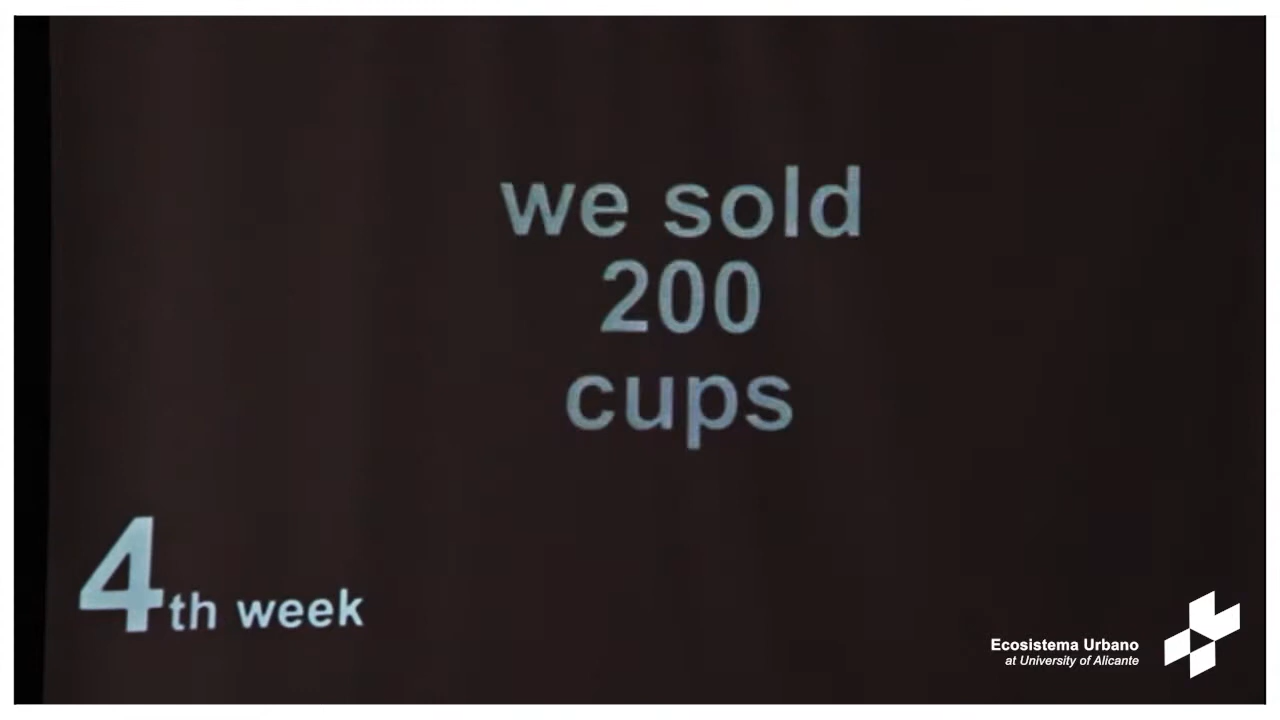 we sold
200
cups
4th week
Ecosistema Urbano
at University of Alicante